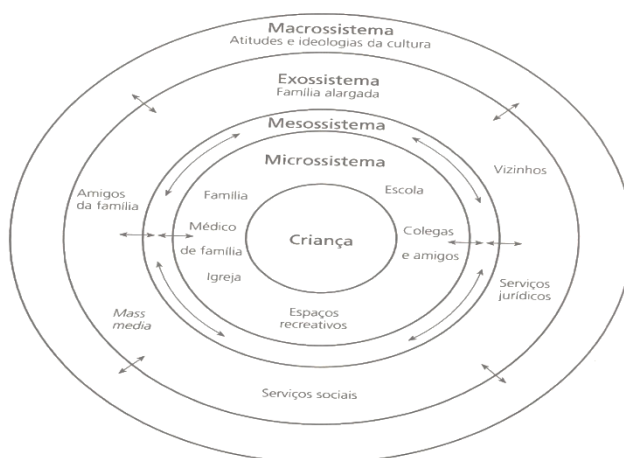 Macrossistema
Atitudes e ideologias da cultura
Exossistema
Família alargada
Mesossistema
Microssistema
Vizinhos
Família
Escola
Amigos
da família
Médico
de família
Criança
Colegas
e amigos
Igreja
Serviços
jurídicos
Mass
media
Espaços
recreativos
Serviços sociais